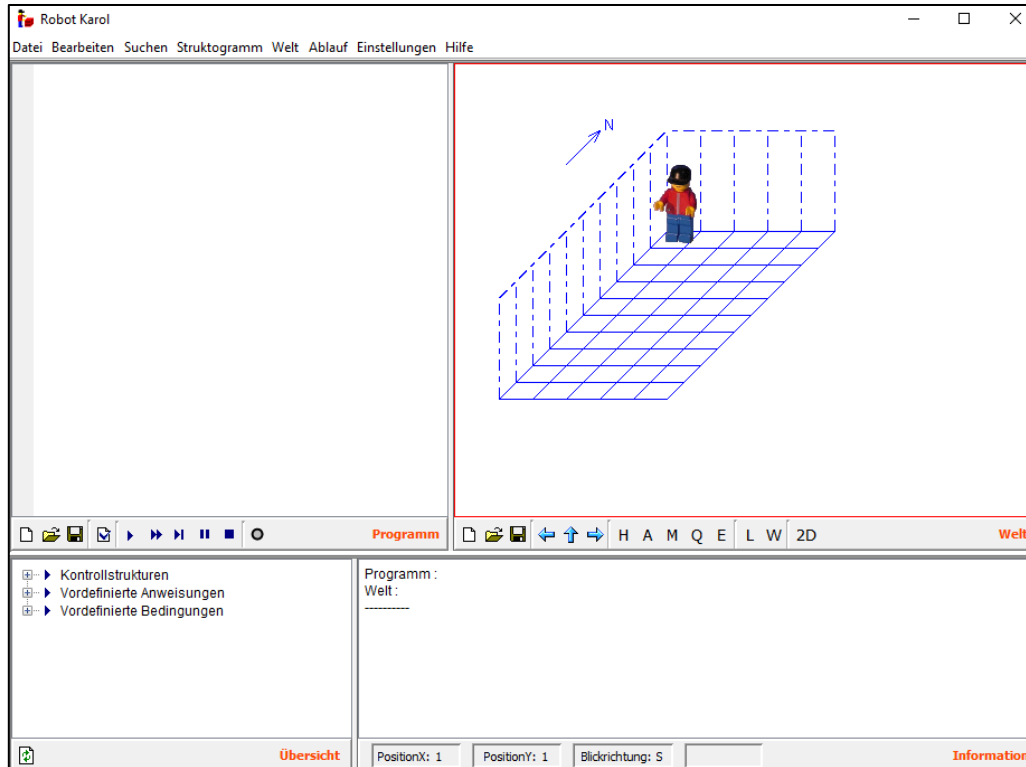 Robot Karol
Datei Bearbeiten Suchen Struktogramm Welt Ablauf Einstellungen Hilfe
N
Programm
H A M Q E L W 2D Welt
Kontrollstrukturen
Vordefinierte Anweisungen
Vordefinierte Bedingungen
Übersicht
Programm :
Welt :
----------
PositionX: 1 PositionY: 1 Blickrichtung: S Information